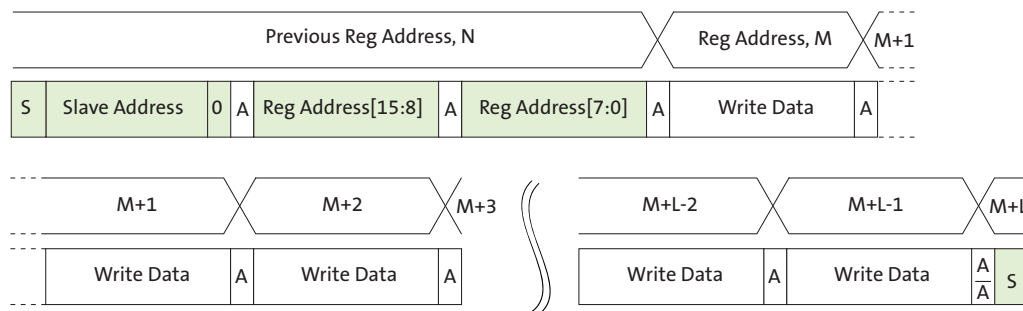 Previous Reg Address, N Reg Address, M M+1
S Slave Address 0 A Reg Address[15:8] A Reg Address[7:0] A Write Data A
M+1 M+2 M+3 M+L-2 M+L-1 M+L
Write Data A Write Data A Write Data A Write Data A/A̅ S